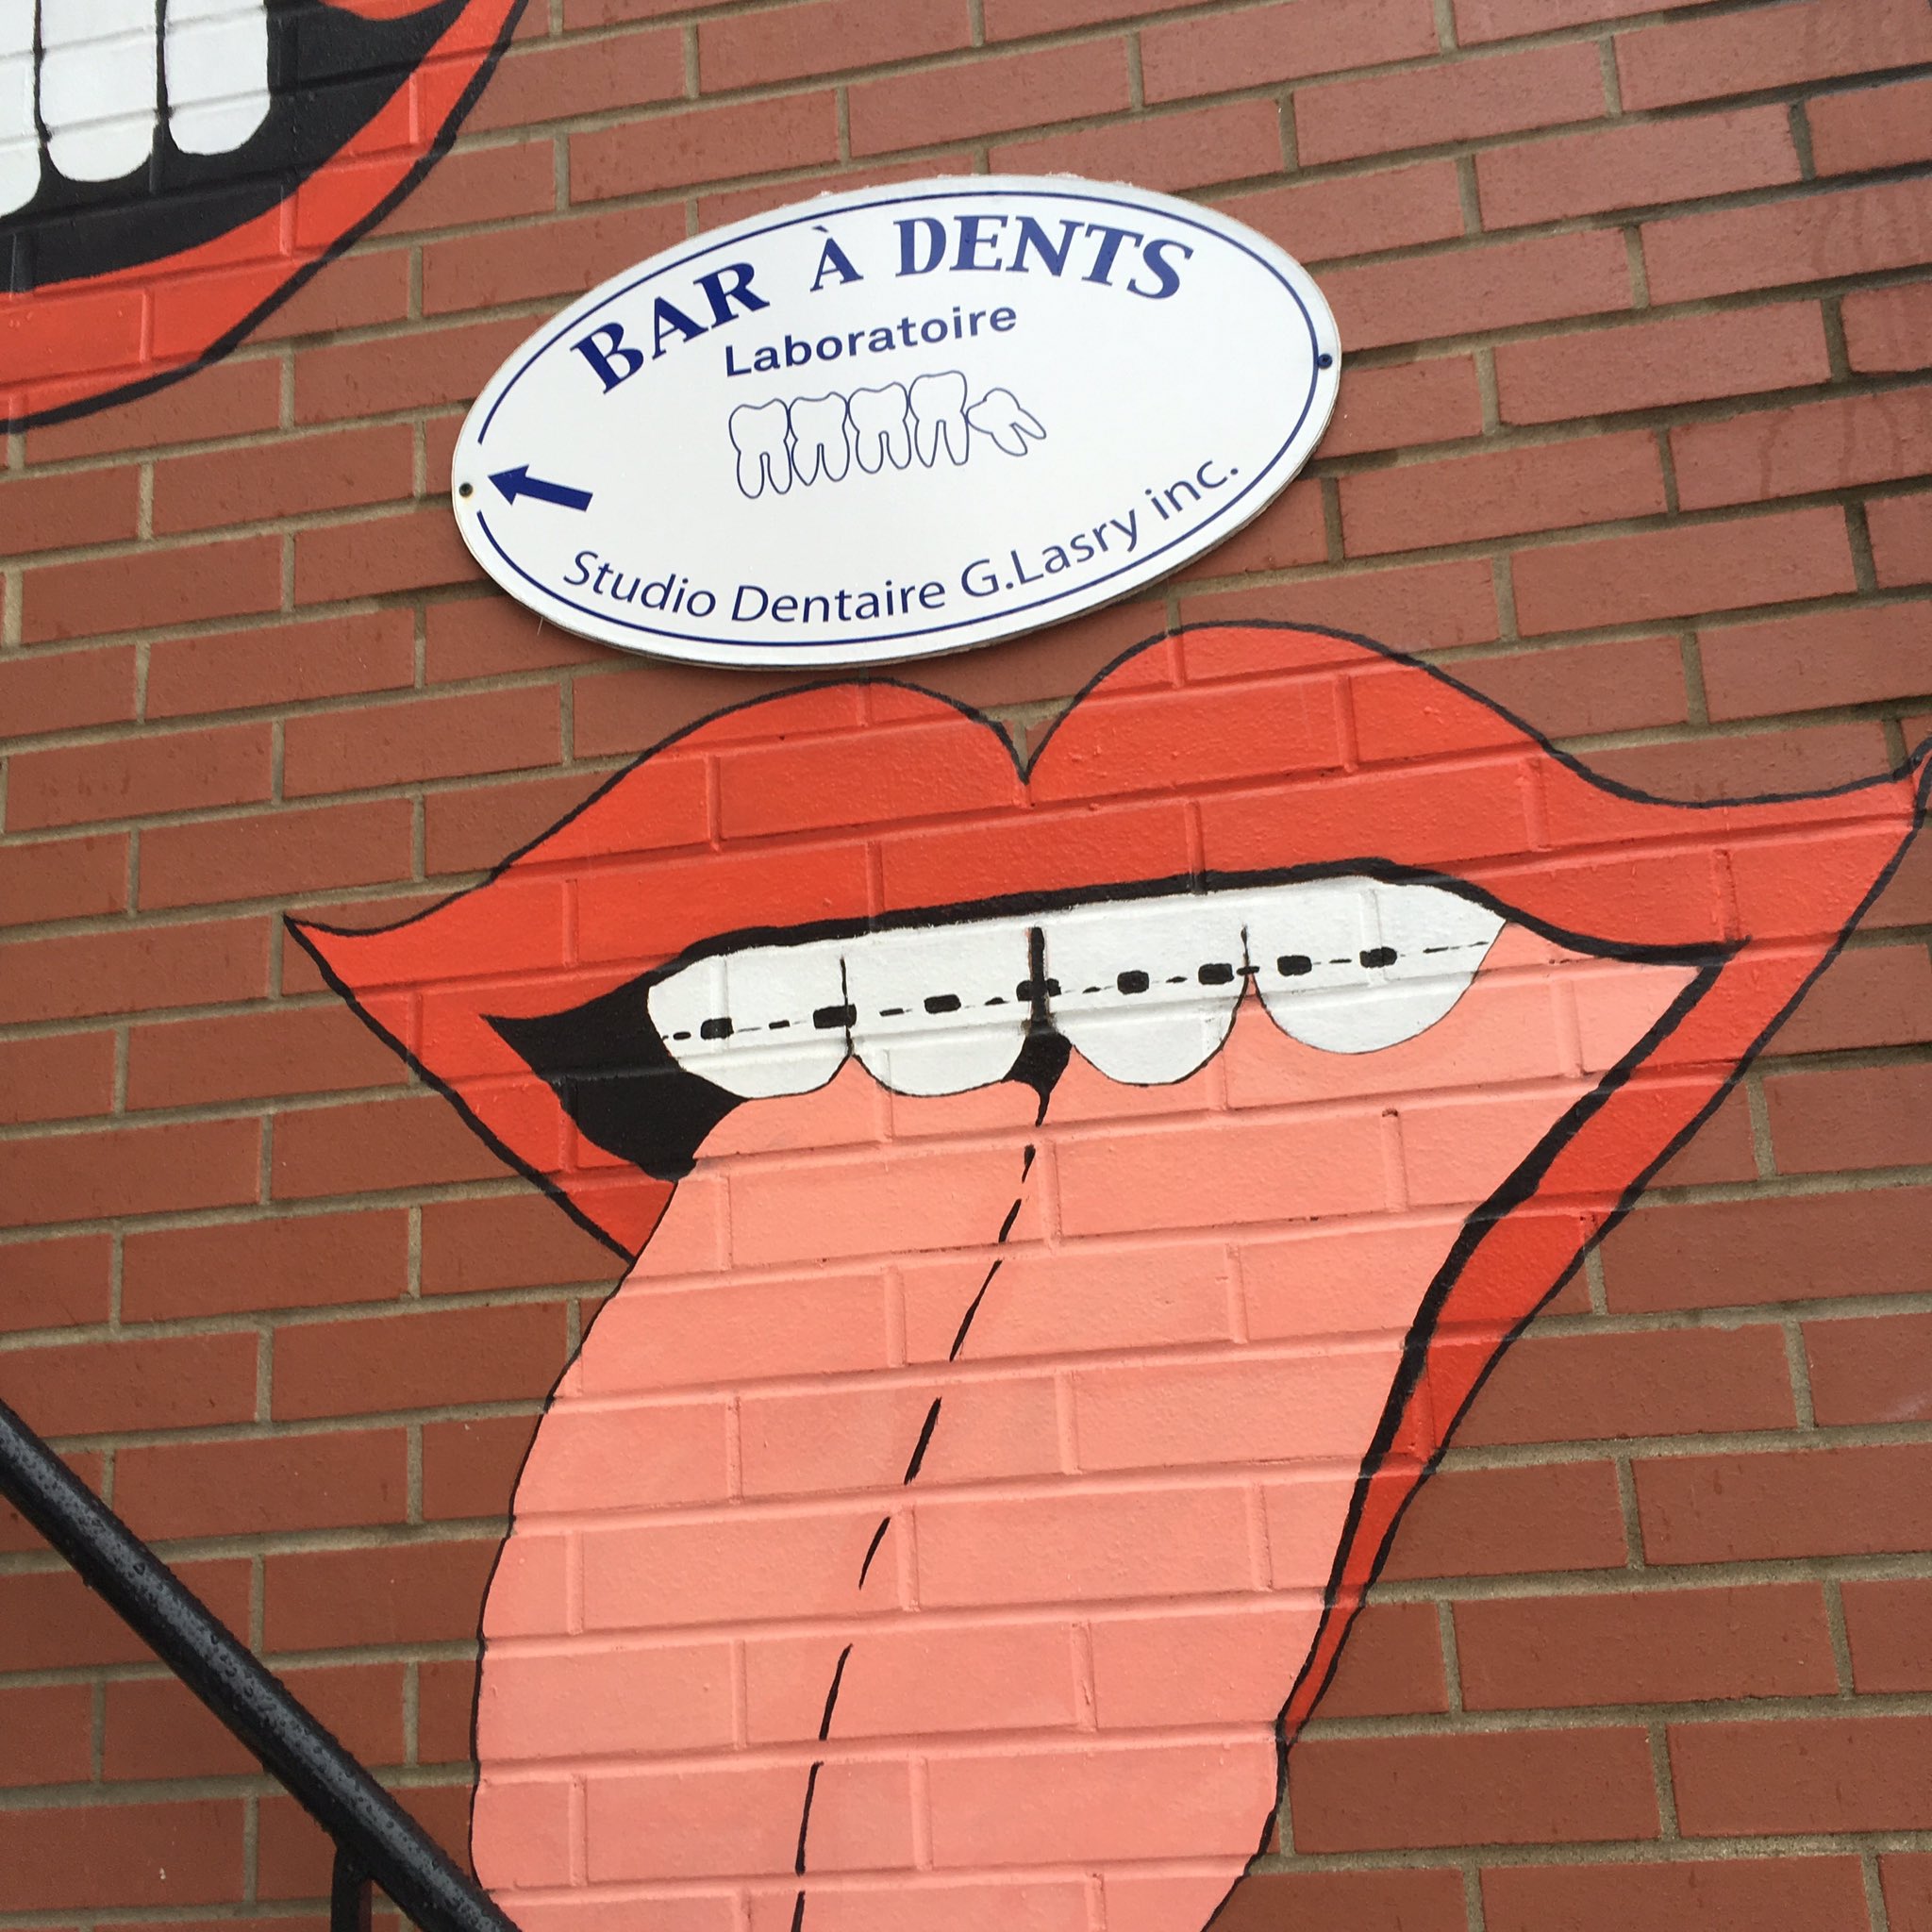 BAR À DENTS
Laboratoire
Studio Dentaire G.Lasry inc.